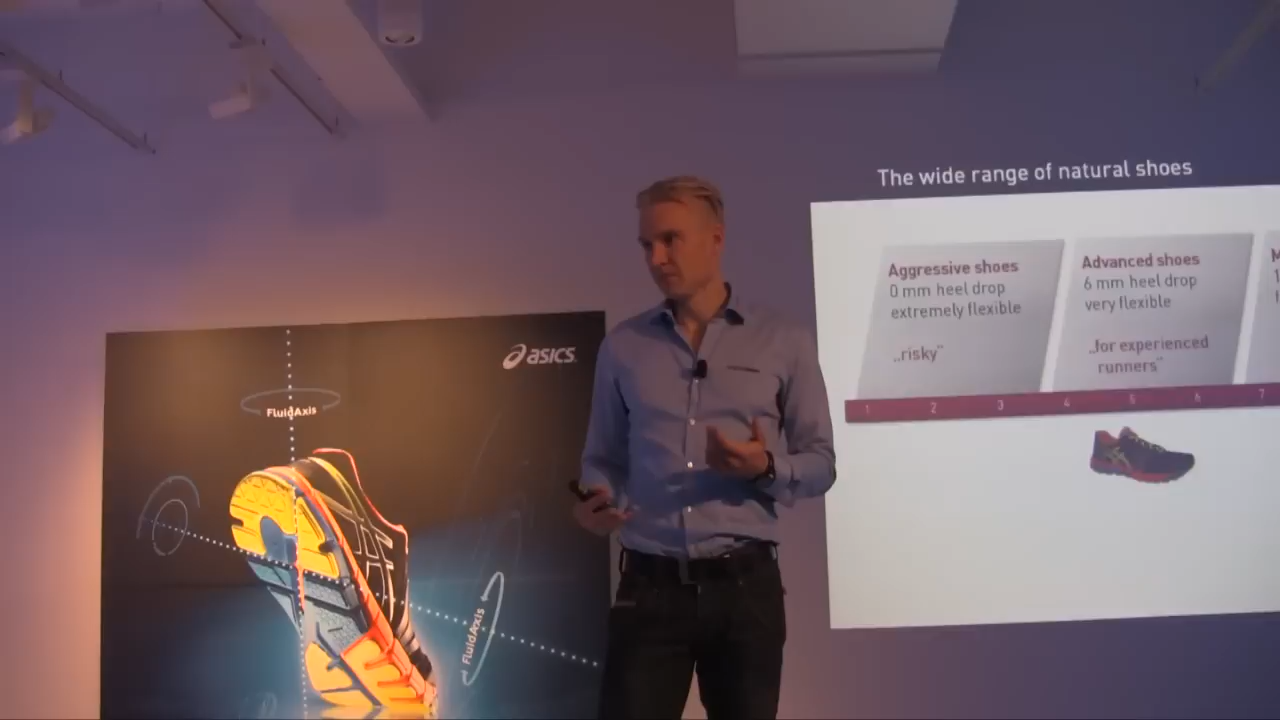 The wide range of natural shoes
Aggressive shoes
0 mm heel drop
extremely flexible
„risky"
Advanced shoes
6 mm heel drop
very flexible
„for experienced
runners"
M
1
1 2 3 4 5 6 7
asics
FluidAxis
FluidAxis